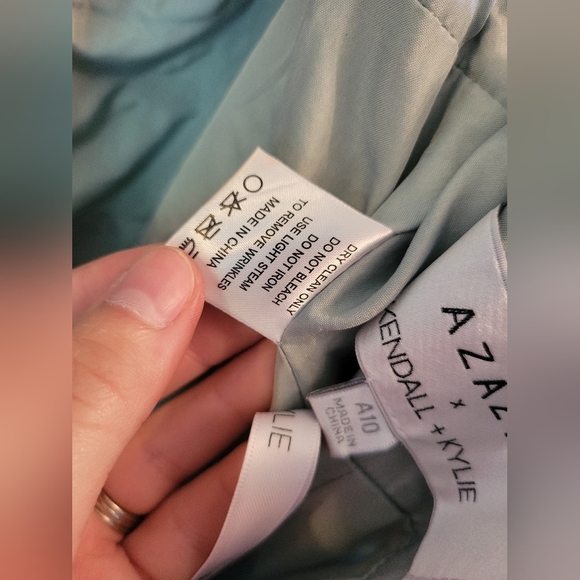 DRY CLEAN ONLY
DO NOT BLEACH
DO NOT IRON
USE LIGHT STEAM
TO REMOVE WRINKLES
MADE IN CHINA
KENDALL + KYLIE
x
A10
MADE IN
CHINA
LIE